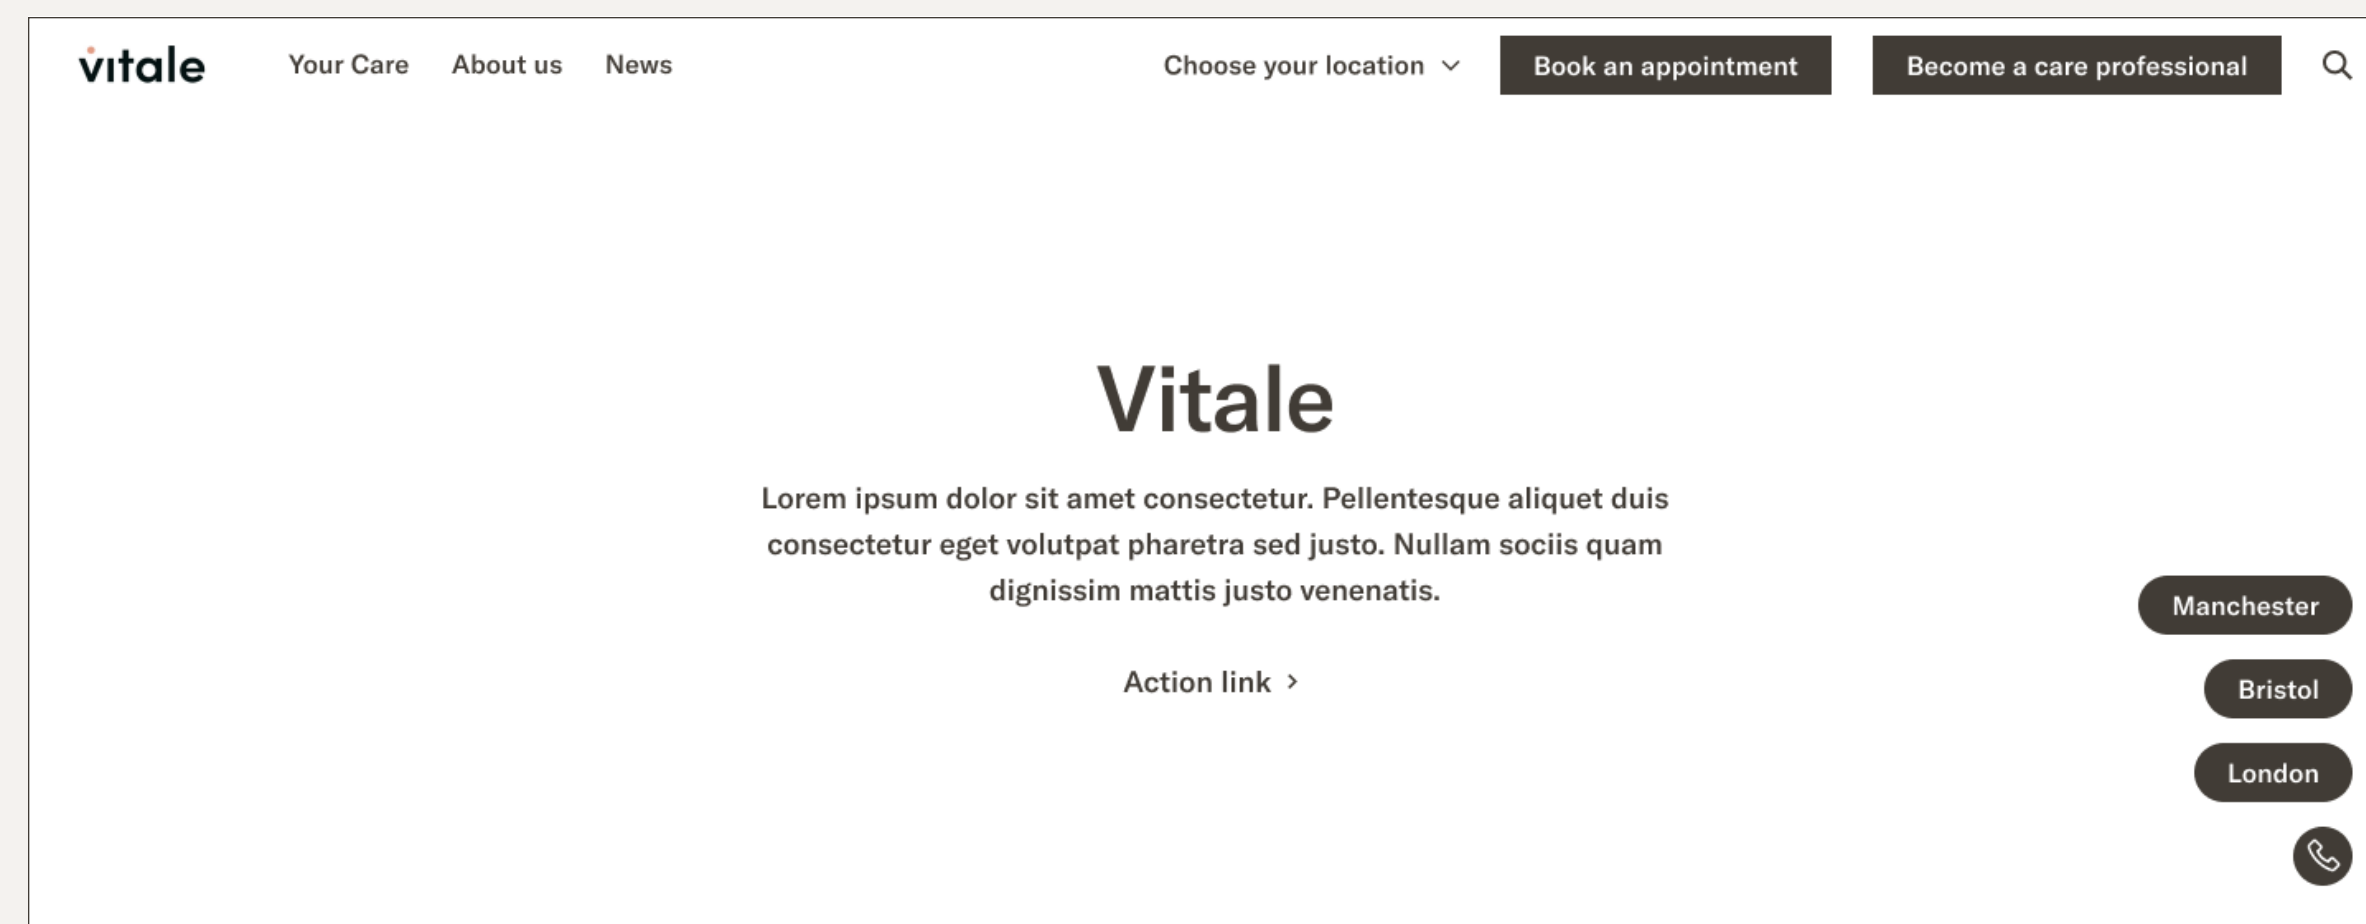 vitale
Your Care
About us
News
Choose your location
Book an appointment
Become a care professional
Vitale
Lorem ipsum dolor sit amet consectetur. Pellentesque aliquet duis
consectetur eget volutpat pharetra sed justo. Nullam sociis quam
dignissim mattis justo venenatis.
Action link
Manchester
Bristol
London